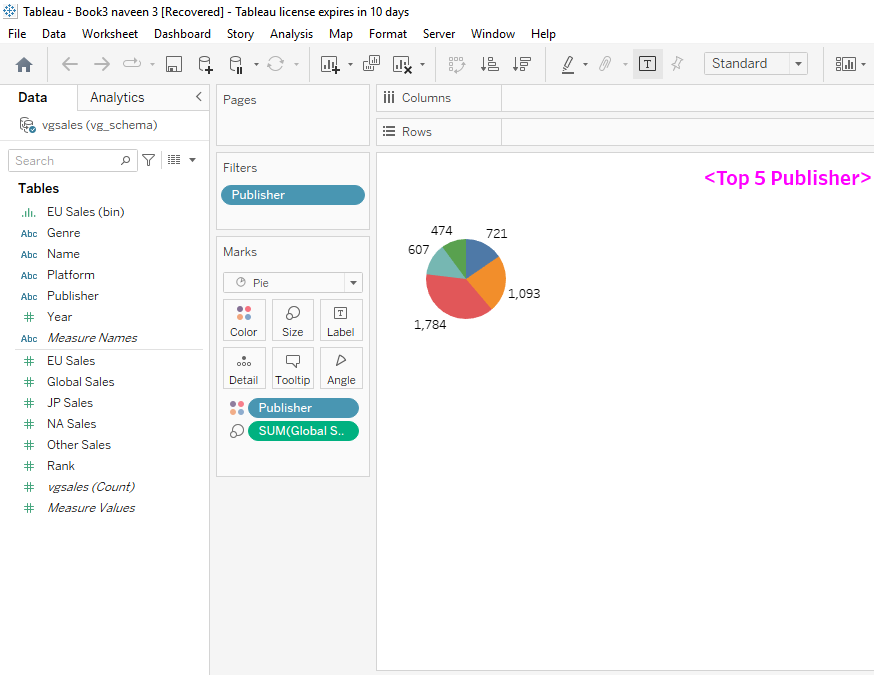 Tableau - Book3 naveen 3 [Recovered] - Tableau license expires in 10 days
File Data Worksheet Dashboard Story Analysis Map Format Server Window Help
Standard
Data Analytics
vgsales (vg_schema)
Search
Tables
EU Sales (bin)
Abc Genre
Abc Name
Abc Platform
Abc Publisher
# Year
Abc Measure Names
# EU Sales
# Global Sales
# JP Sales
# NA Sales
# Other Sales
# Rank
# vgsales (Count)
# Measure Values
Pages
Filters
Publisher
Marks
Pie
Color Size Label
Detail Tooltip Angle
Publisher
SUM(Global S..
Columns
Rows
<Top 5 Publisher>
474 721
607
1,093
1,784